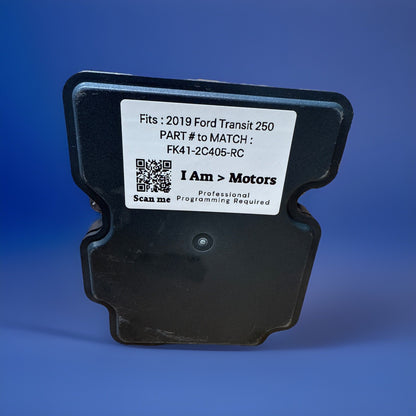 Fits : 2019 Ford Transit 250
PART # to MATCH :
FK41-2C405-RC
I Am > Motors
Scan me
Professional
Programming Required